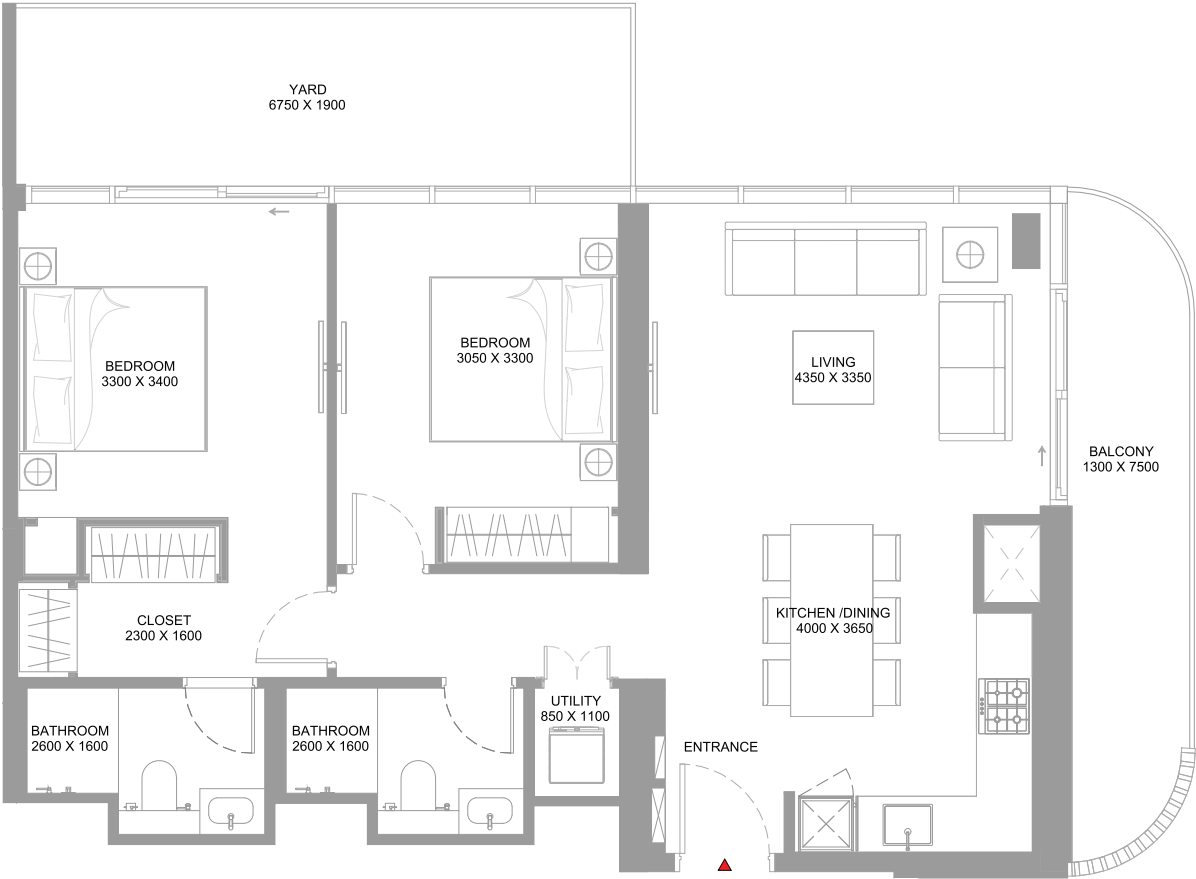 YARD
6750 X 1900
BEDROOM
3300 X 3400
BEDROOM
3050 X 3300
LIVING
4350 X 3350
BALCONY
1300 X 7500
CLOSET
2300 X 1600
KITCHEN /DINING
4000 X 3650
BATHROOM
2600 X 1600
BATHROOM
2600 X 1600
UTILITY
850 X 1100
ENTRANCE